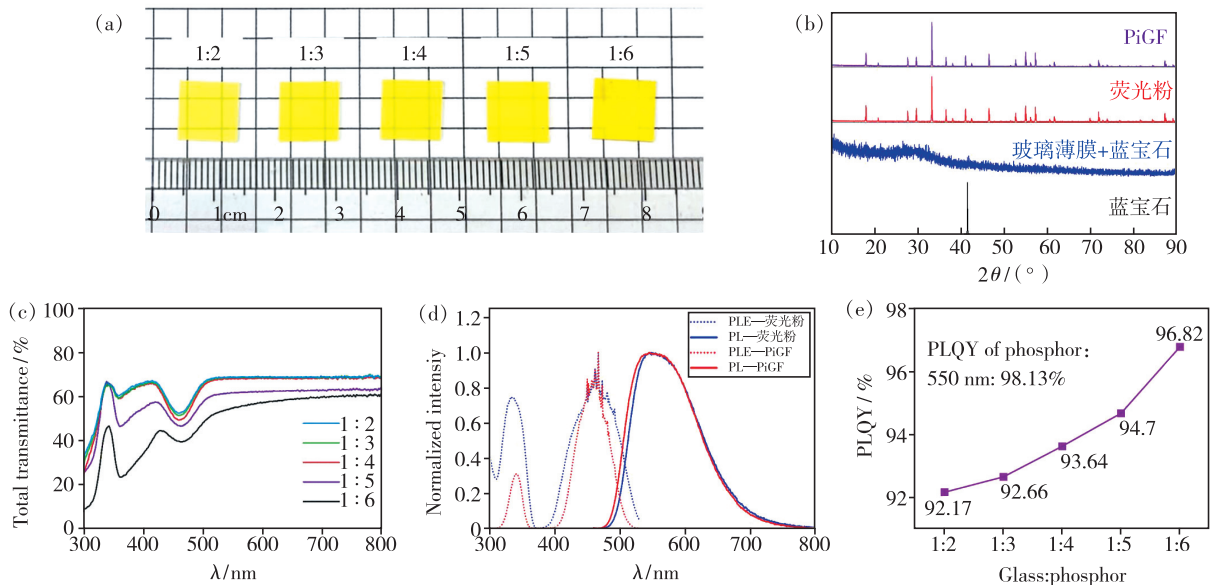 (a)
1:2 1:3 1:4 1:5 1:6
0 1cm 2 3 4 5 6 7 8
(b)
PiGF
荧光粉
玻璃薄膜+蓝宝石
蓝宝石
10 20 30 40 50 60 70 80 90
2θ/(°)
(c)
Total transmittance/%
100
80
60
40
20
0
1:2
1:3
1:4
1:5
1:6
300 400 500 600 700 800
λ/nm
(d)
Normalized intensiy
1.2
1.0
0.8
0.6
0.4
0.2
0
PLE—荧光粉
PL—荧光粉
PLE—PiGF
PL—PiGF
300 400 500 600 700 800
λ/nm
(e)
PLQY/%
98
96
94
92
PLQY of phosphor:
550 nm: 98.13%
96.82
94.7
93.64
92.66
92.17
1:2 1:3 1:4 1:5 1:6
Glass:phosphor